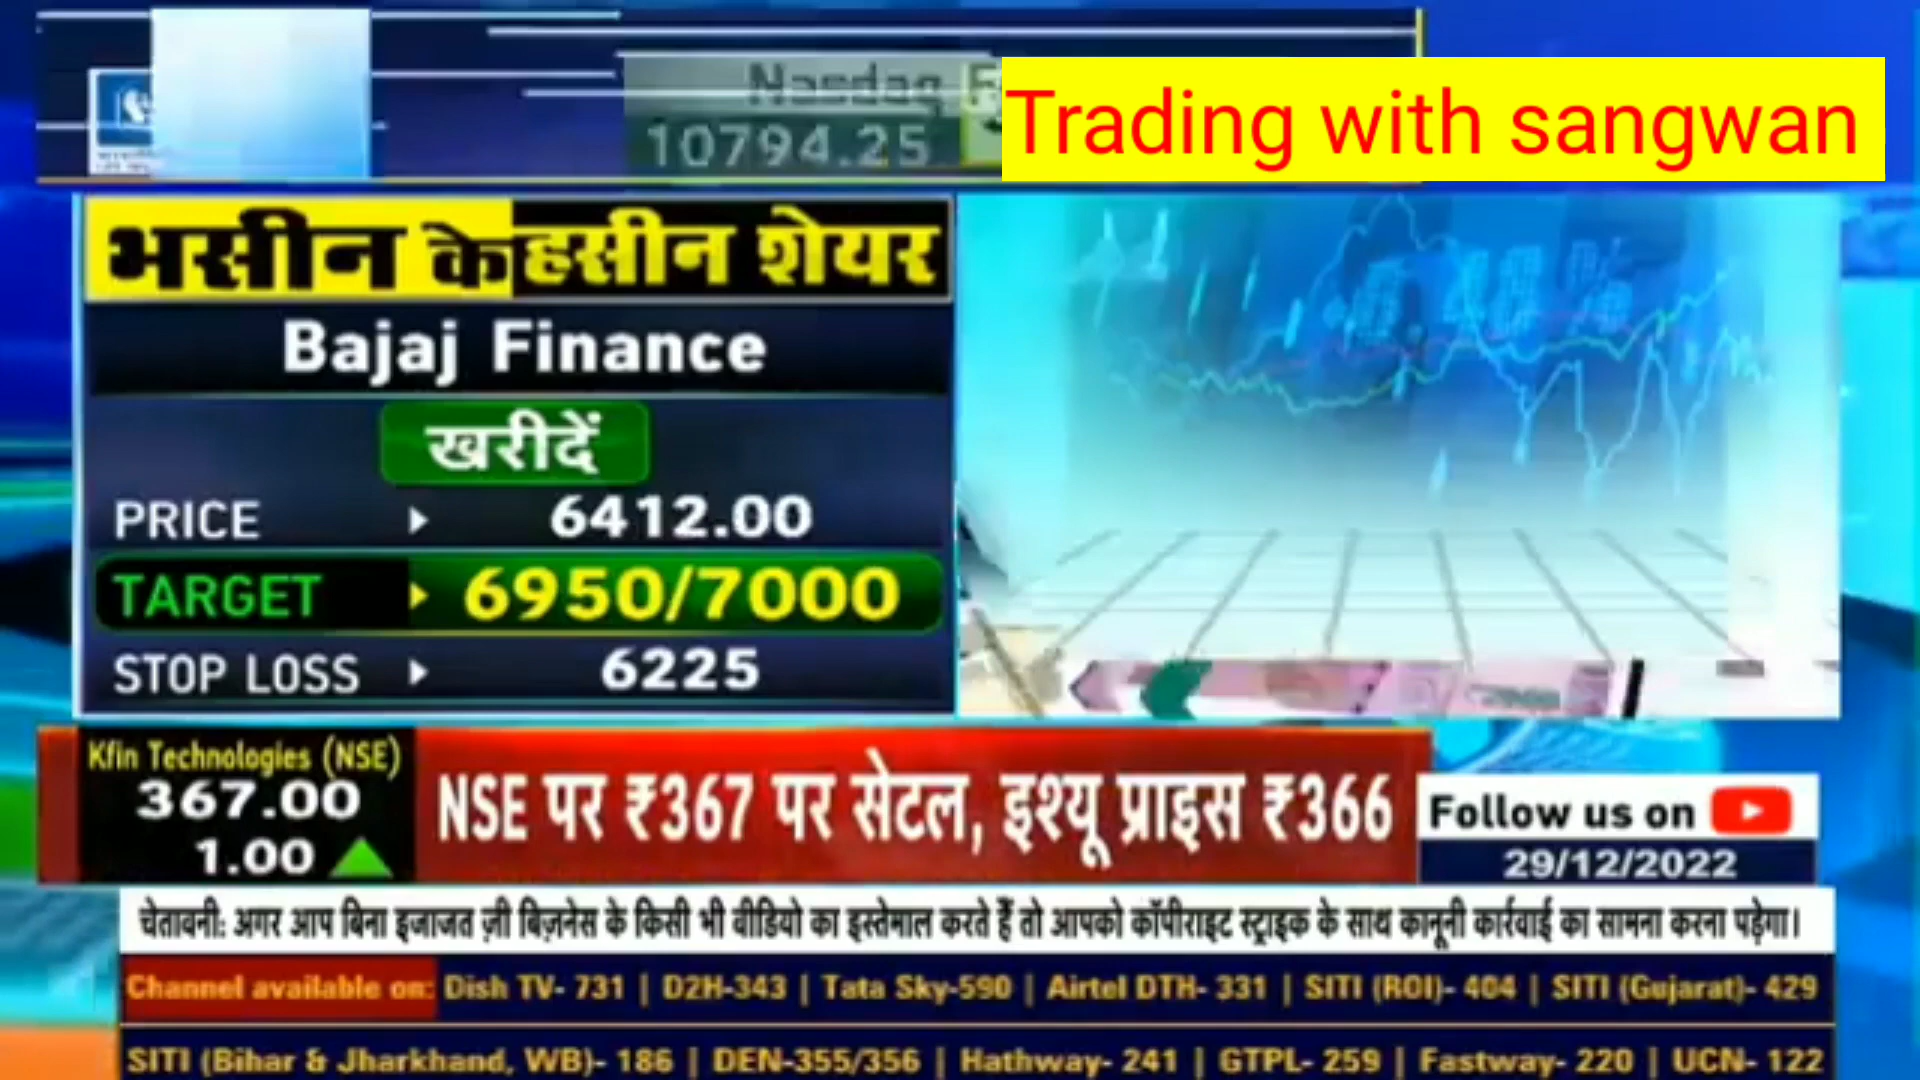 Nasdaq
10794.25
Trading with sangwan
भसीन के हसीन शेयर
Bajaj Finance
खरीदें
PRICE 6412.00
TARGET 6950/7000
STOP LOSS 6225
Kfin Technologies (NSE)
367.00
1.00
NSE पर ₹367 पर सेटल, इश्यू प्राइस ₹366
Follow us on
29/12/2022
चेतावनी: अगर आप बिना इजाजत ज़ी बिज़नेस के किसी भी वीडियो का इस्तेमाल करते हैं तो आपको कॉपीराइट स्ट्राइक के साथ कानूनी कार्रवाई का सामना करना पड़ेगा।
Channel available on: Dish TV- 731 | D2H-343 | Tata Sky-590 | Airtel DTH- 331 | SITI (ROI)- 404 | SITI (Gujarat)- 429
SITI (Bihar & Jharkhand, WB)- 186 | DEN-355/356 | Hathway- 241 | GTPL- 259 | Fastway- 220 | UCN- 122